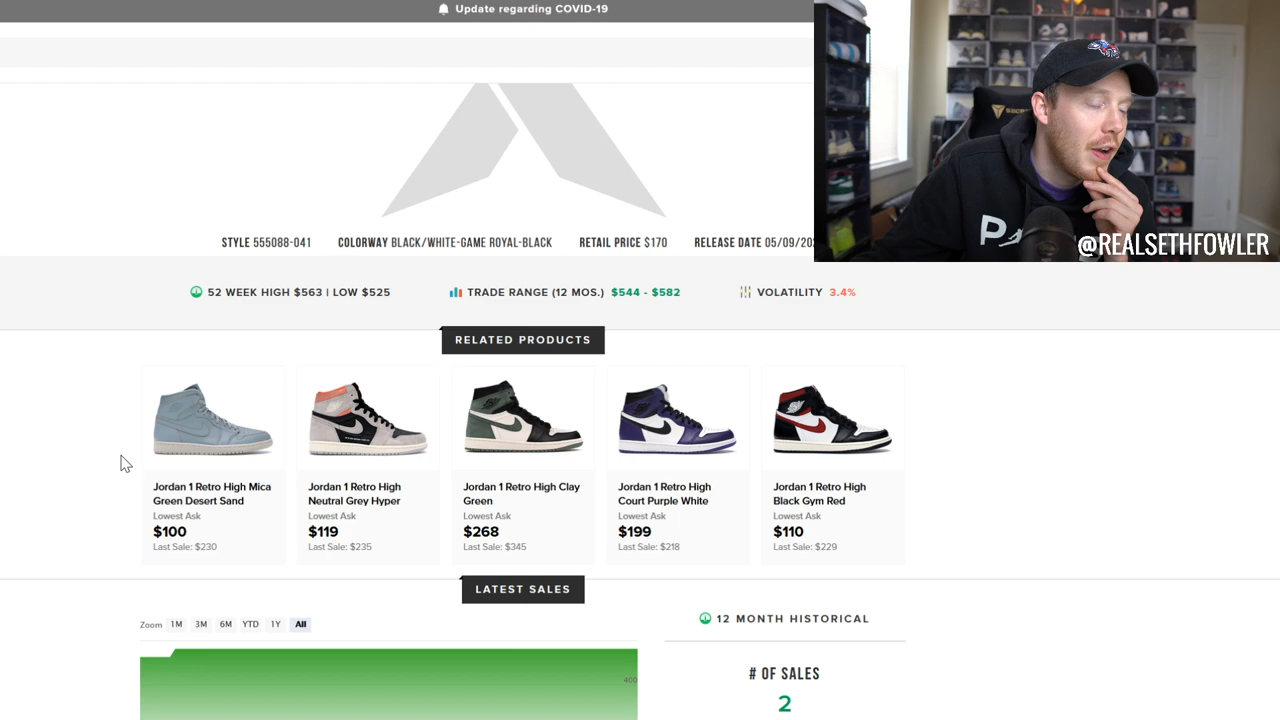 Update regarding COVID-19
@REALSETHFOWLER
STYLE 555088-041 COLORWAY BLACK/WHITE-GAME ROYAL-BLACK RETAIL PRICE $170 RELEASE DATE
52 WEEK HIGH $563 | LOW $525 TRADE RANGE (12 MOS.) $544 - $582 VOLATILITY 3.4%
RELATED PRODUCTS
Jordan 1 Retro High Mica
Green Desert Sand
Lowest Ask
$100
Last Sale: $230
Jordan 1 Retro High
Neutral Grey Hyper
Lowest Ask
$119
Last Sale: $235
Jordan 1 Retro High Clay
Green
Lowest Ask
$268
Last Sale: $345
Jordan 1 Retro High
Court Purple White
Lowest Ask
$199
Last Sale: $218
Jordan 1 Retro High
Black Gym Red
Lowest Ask
$110
Last Sale: $229
LATEST SALES
Zoom 1M 3M 6M YTD 1Y All
400
12 MONTH HISTORICAL
# OF SALES
2